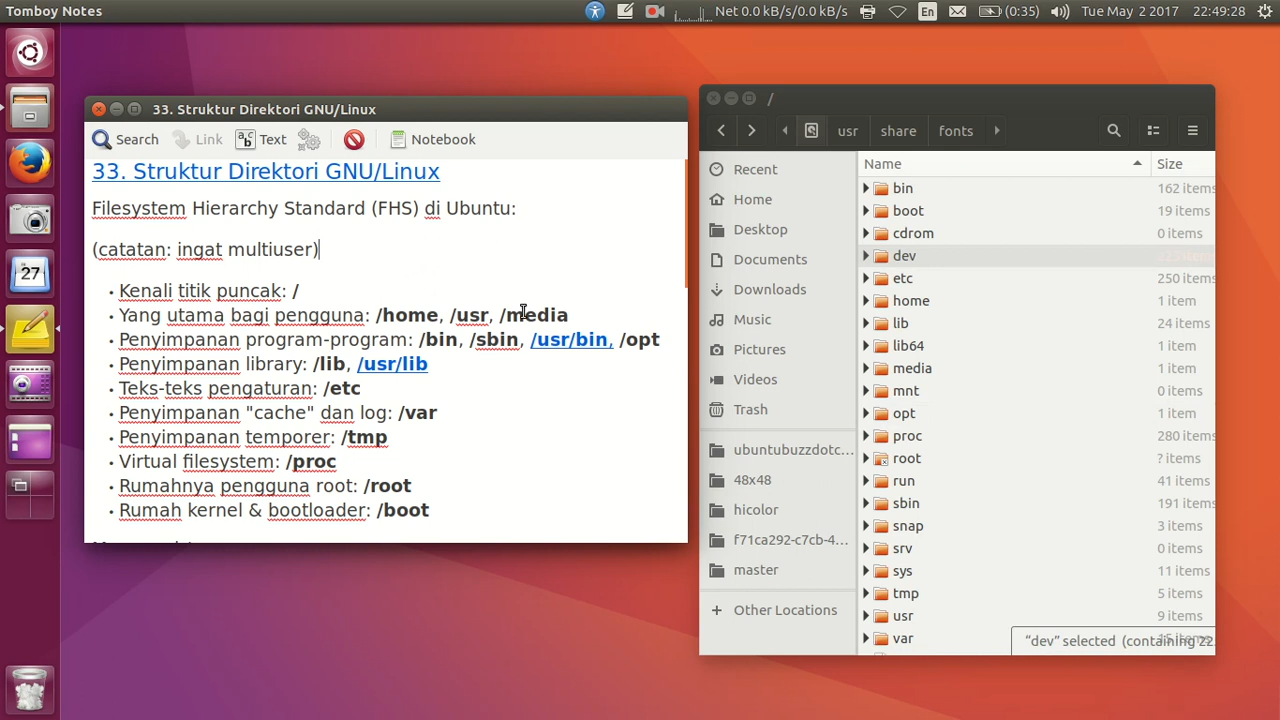 Tomboy Notes
Net 0.0 kB/s/0.0 kB/s
En
(0:35)
Tue May 2 2017
22:49:28
27
33. Struktur Direktori GNU/Linux
Search
Link
Text
Notebook
33. Struktur Direktori GNU/Linux
Filesystem Hierarchy Standard (FHS) di Ubuntu:
(catatan: ingat multiuser)
• Kenali titik puncak: /
• Yang utama bagi pengguna: /home, /usr, /media
• Penyimpanan program-program: /bin, /sbin, /usr/bin, /opt
• Penyimpanan library: /lib, /usr/lib
• Teks-teks pengaturan: /etc
• Penyimpanan "cache" dan log: /var
• Penyimpanan temporer: /tmp
• Virtual filesystem: /proc
• Rumahnya pengguna root: /root
• Rumah kernel & bootloader: /boot
/
usr
share
fonts
Recent
Home
Desktop
Documents
Downloads
Music
Pictures
Videos
Trash
ubuntubuzzdotc...
48x48
hicolor
f71ca292-c7cb-4...
master
+ Other Locations
Name Size
bin 162 items
boot 19 items
cdrom 0 items
dev
etc 250 items
home 1 item
lib 24 items
lib64 1 item
media 1 item
mnt 0 items
opt 1 item
proc 280 items
root ? items
run 41 items
sbin 191 items
snap 3 items
srv 0 items
sys 11 items
tmp 5 items
usr 9 items
var
"dev" selected (containing 22